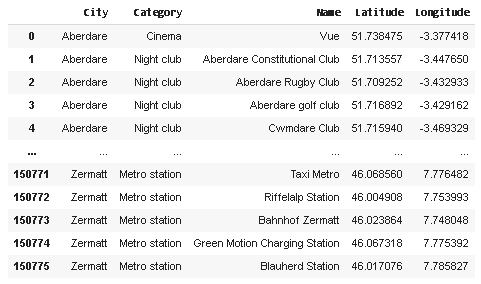 City Category Name Latitude Longitude
0 Aberdare Cinema Vue 51.738475 -3.377418
1 Aberdare Night club Aberdare Constitutional Club 51.713557 -3.447650
2 Aberdare Night club Aberdare Rugby Club 51.709252 -3.432933
3 Aberdare Night club Aberdare golf club 51.716892 -3.429162
4 Aberdare Night club Cwmdare Club 51.715940 -3.469329
... ... ... ... ... ...
150771 Zermatt Metro station Taxi Metro 46.068560 7.776482
150772 Zermatt Metro station Riffelalp Station 46.004908 7.753993
150773 Zermatt Metro station Bahnhof Zermatt 46.023864 7.748048
150774 Zermatt Metro station Green Motion Charging Station 46.067318 7.775392
150775 Zermatt Metro station Blauherd Station 46.017076 7.785827